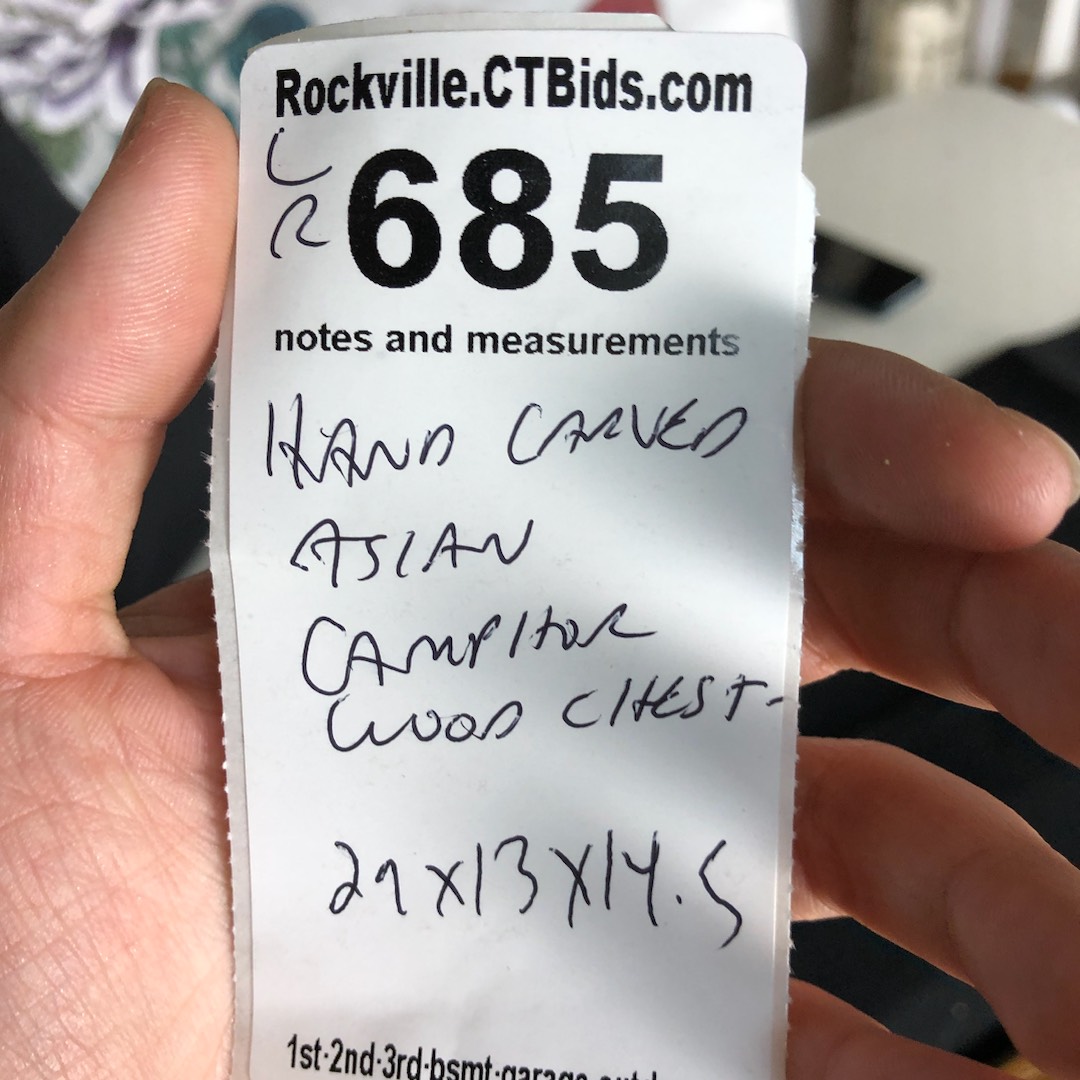 Rockville.CTBids.com
L
R
685
notes and measurements
HAND CARVED
ASIAN
CAMPHOR
WOOD CHEST-
29x13x14.5
1st·2nd·3rd·bsmt·garage